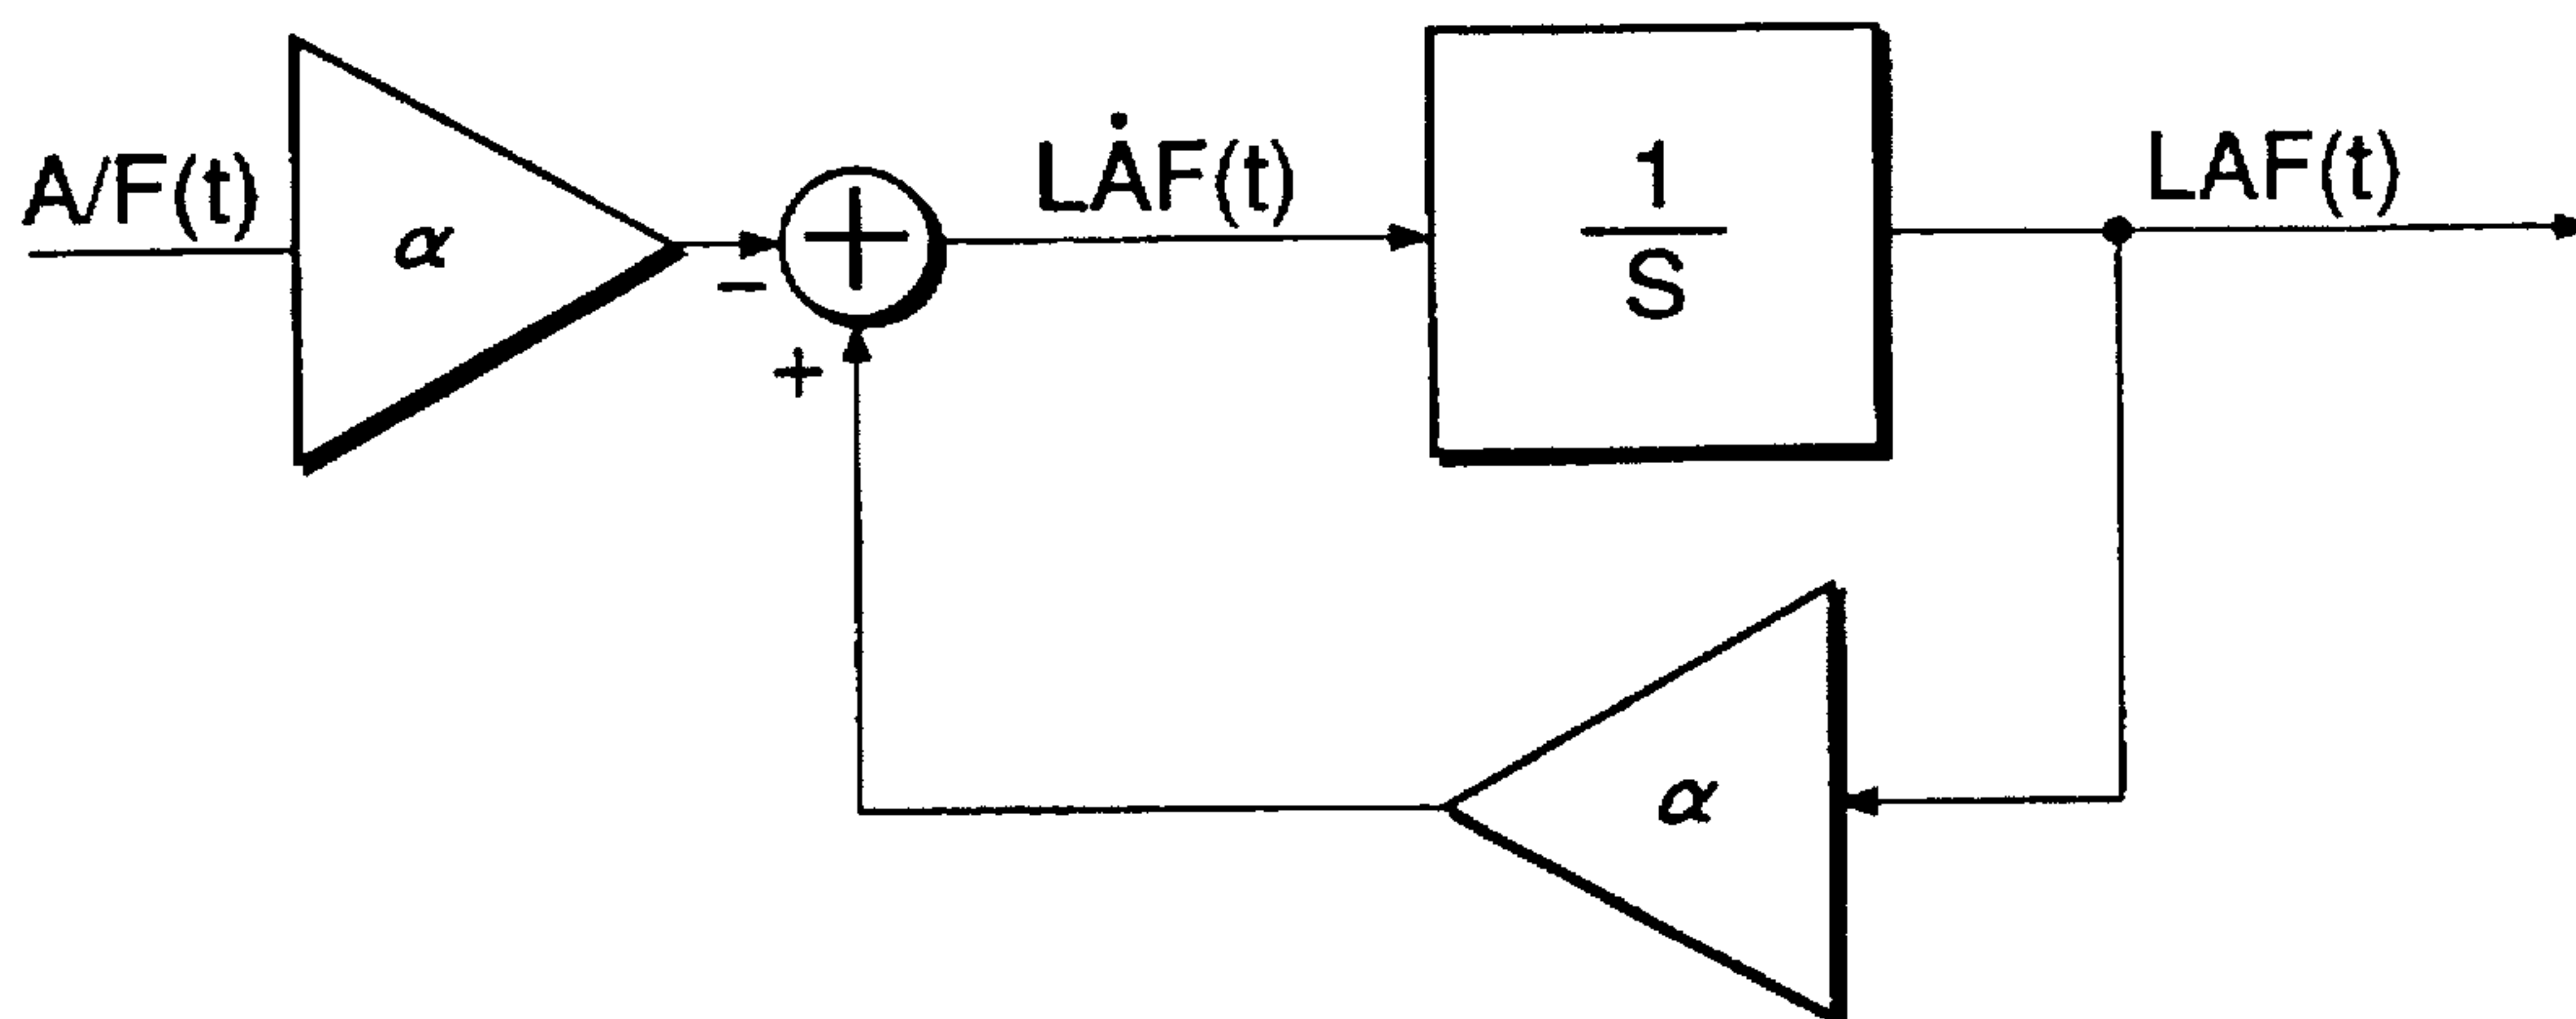 A/F(t)
α
−
+
+
LȦF(t)
1
S
LAF(t)
α